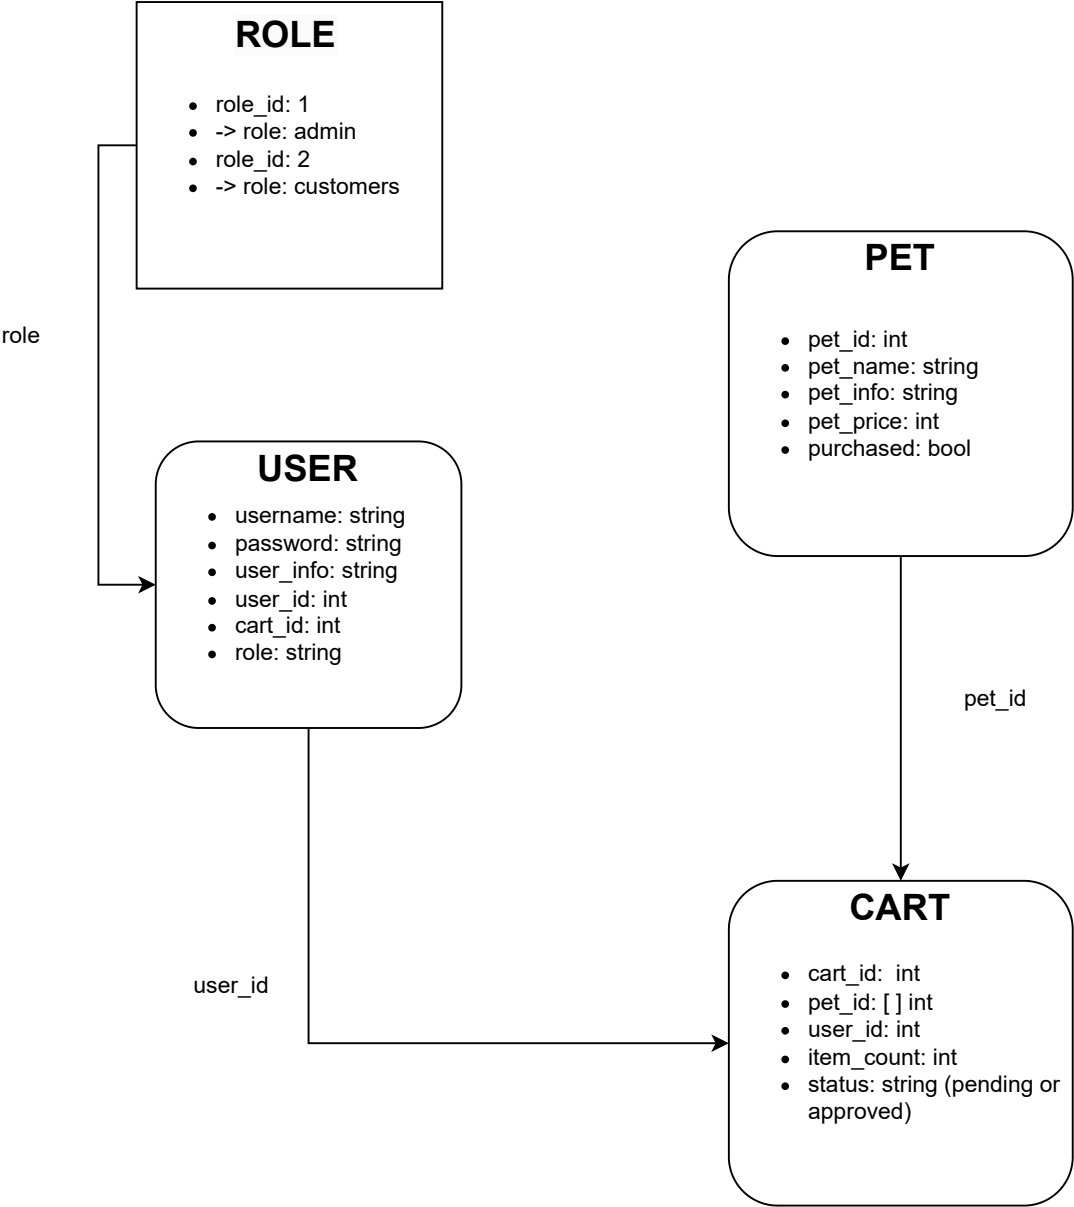 ROLE
role_id: 1
-> role: admin
role_id: 2
-> role: customers
role
USER
username: string
password: string
user_info: string
user_id: int
cart_id: int
role: string
user_id
PET
pet_id: int
pet_name: string
pet_info: string
pet_price: int
purchased: bool
pet_id
CART
cart_id:  int
pet_id: [ ] int
user_id: int
item_count: int
status: string (pending or
approved)